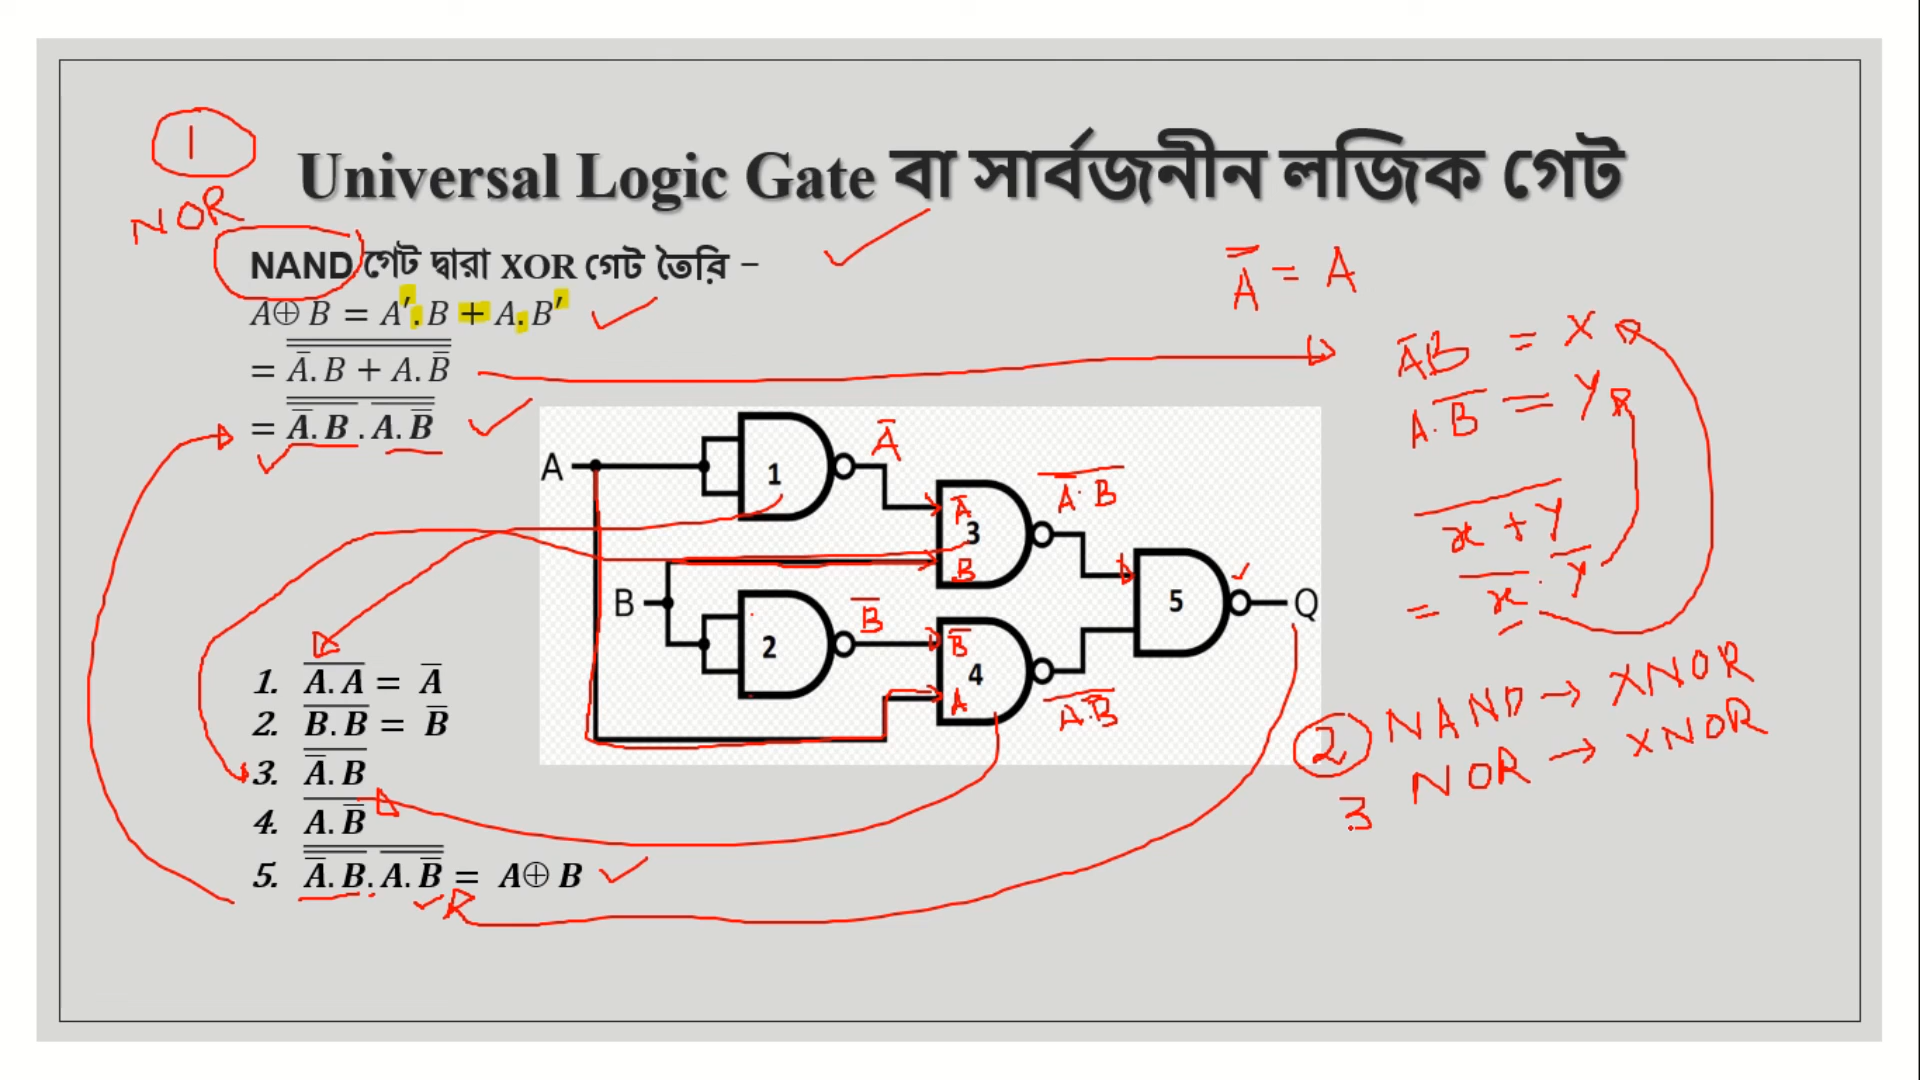 1
Universal Logic Gate বা সার্বজনীন লজিক গেট
NOR
NAND গেট দ্বারা XOR গেট তৈরি –
A⊕ B = A′.B + A.B′
= A̿̅.B + A.B̿̅
= A̿̅.B̿ . A̿.B̿̅
A̿ = A
A̅B = X
A.B̅ = Y
x̅ ̅+̅ ̅Y̅
= x̅ . Y̅
A
1
A̅
A̅
3
B
A̅.̅B̅
B
2
B̅
B̅
4
A
A̅.̅B̅
5
Q
1. A̅.̅A̅ = A̅
2. B̅.̅B̅ = B̅
3. A̿.B̅
4. A̅.B̿
5. A̿̅.B̿ . A̿.B̿̅ = A⊕ B
2 NAND → XNOR
3 NOR → XNOR